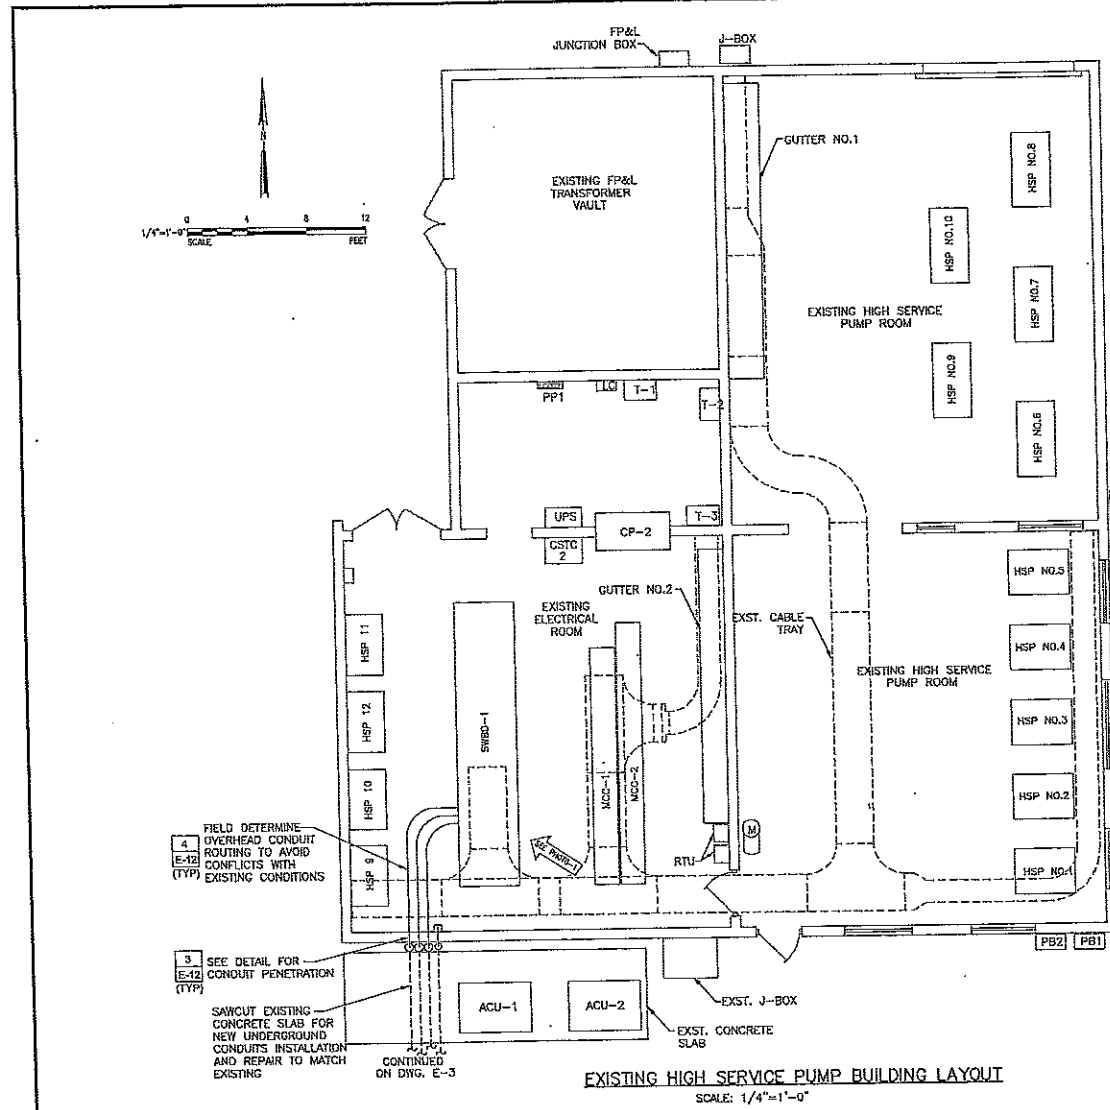 FP&L
JUNCTION BOX
J-BOX
N
GUTTER NO.1
EXISTING FP&L
TRANSFORMER
VAULT
HSP NO.8
HSP NO.10
0 4 8 12
1/4"=1'-0"
SCALE FEET
HSP NO.7
EXISTING HIGH SERVICE
PUMP ROOM
HSP NO.9
HSP NO.6
PP1
LC
T-1
T-2
UPS
CP-2
T-3
CSTC
2
GUTTER NO.2
EXISTING
ELECTRICAL
ROOM
EXST. CABLE
TRAY
HSP NO.5
HSP NO.4
EXISTING HIGH SERVICE
PUMP ROOM
HSP NO.3
HSP NO.2
HSP NO.1
HSP 11
HSP 12
HSP 10
HSP 9
SWBD-1
MCC-1
MCC-2
SEE PHOTO-1
M
RTU
4
E-12
(TYP)
FIELD DETERMINE
OVERHEAD CONDUIT
ROUTING TO AVOID
CONFLICTS WITH
EXISTING CONDITIONS
3
E-12
(TYP)
SEE DETAIL FOR
CONDUIT PENETRATION
PB2
PB1
SAWCUT EXISTING
CONCRETE SLAB FOR
NEW UNDERGROUND
CONDUITS INSTALLATION
AND REPAIR TO MATCH
EXISTING
ACU-1
ACU-2
EXST. J-BOX
EXST. CONCRETE
SLAB
CONTINUED
ON DWG. E-3
EXISTING HIGH SERVICE PUMP BUILDING LAYOUT
SCALE: 1/4"=1'-0"